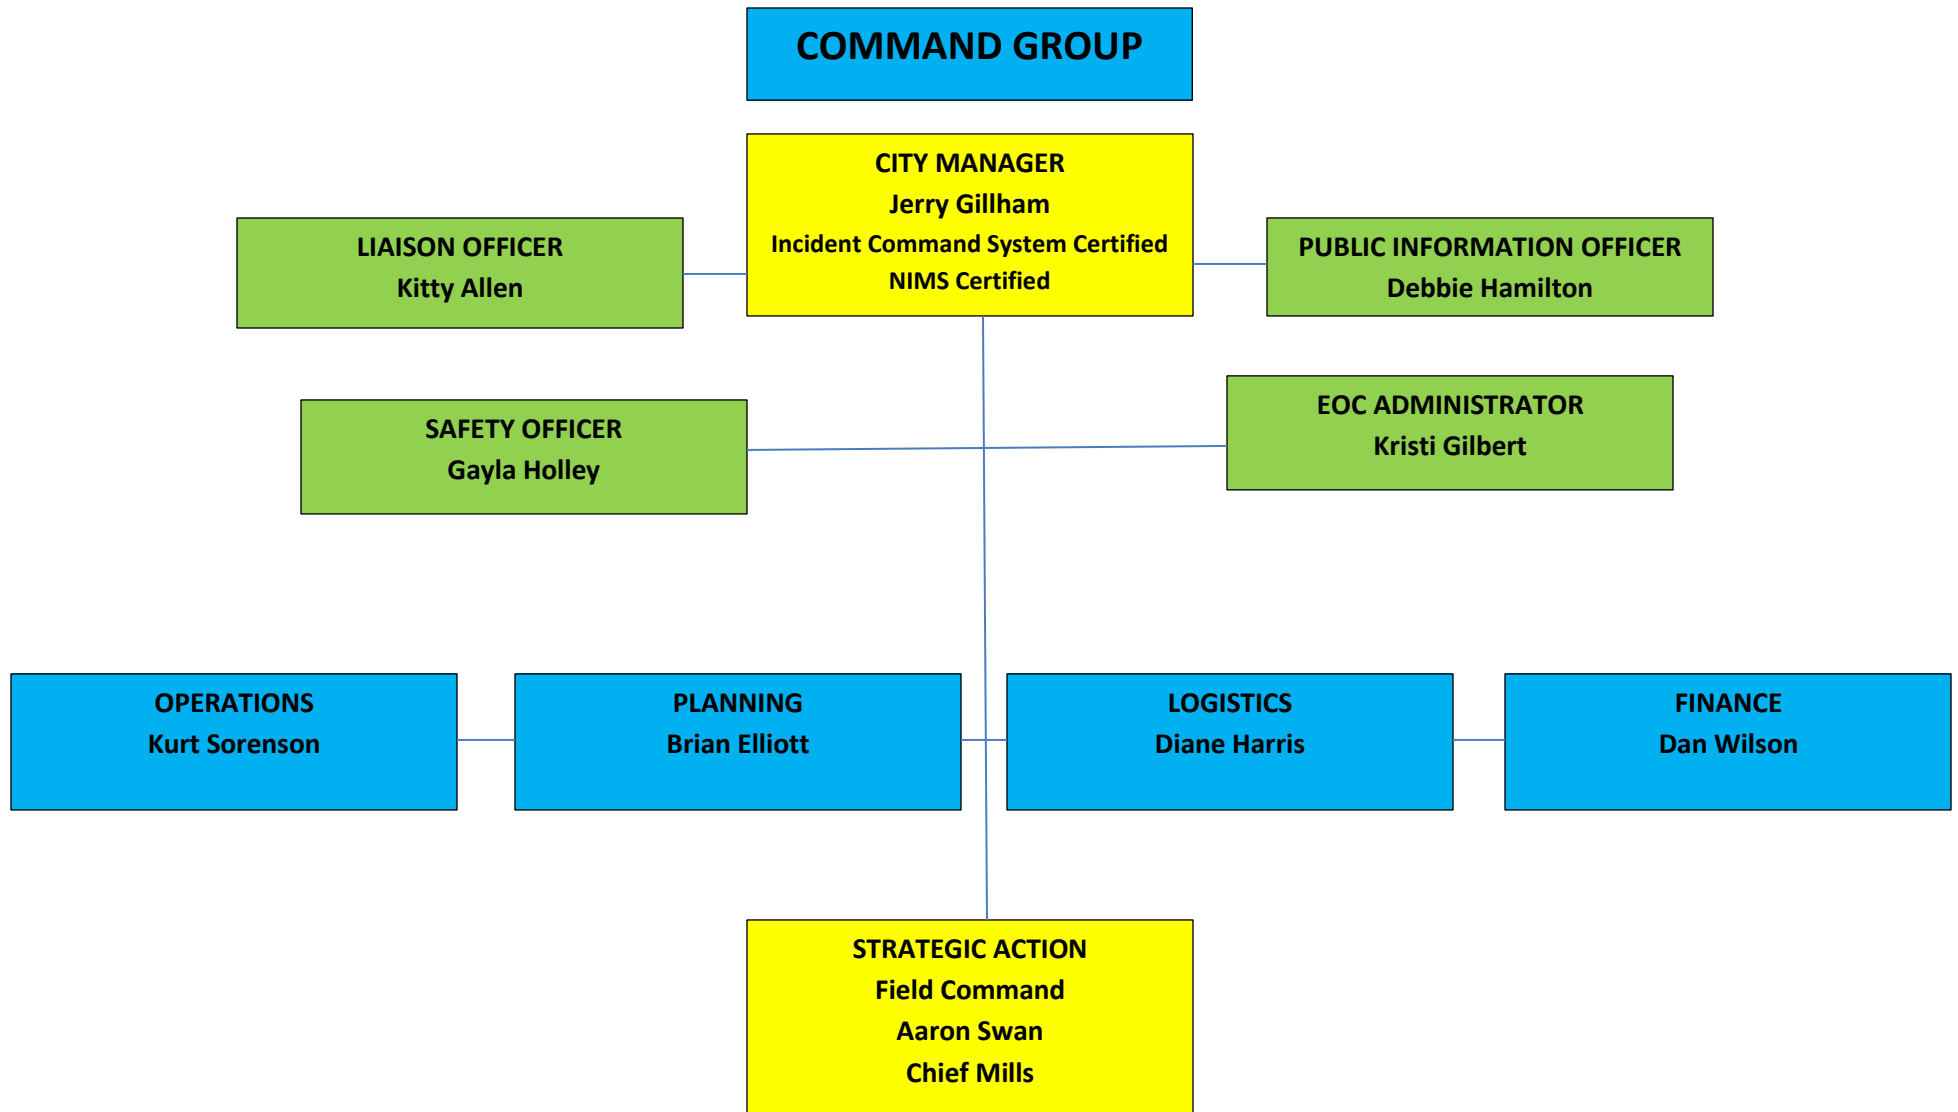 COMMAND GROUP
CITY MANAGER
Jerry Gillham
Incident Command System Certified
NIMS Certified
LIAISON OFFICER
Kitty Allen
PUBLIC INFORMATION OFFICER
Debbie Hamilton
SAFETY OFFICER
Gayla Holley
EOC ADMINISTRATOR
Kristi Gilbert
OPERATIONS
Kurt Sorenson
PLANNING
Brian Elliott
LOGISTICS
Diane Harris
FINANCE
Dan Wilson
STRATEGIC ACTION
Field Command
Aaron Swan
Chief Mills